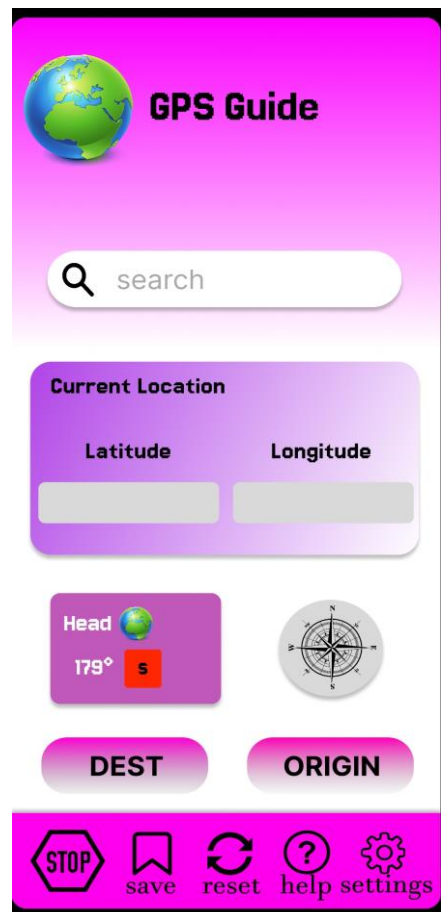 GPS Guide
search
Current Location
Latitude Longitude
Head
179° S
N
W E
S
DEST ORIGIN
STOP save reset help settings